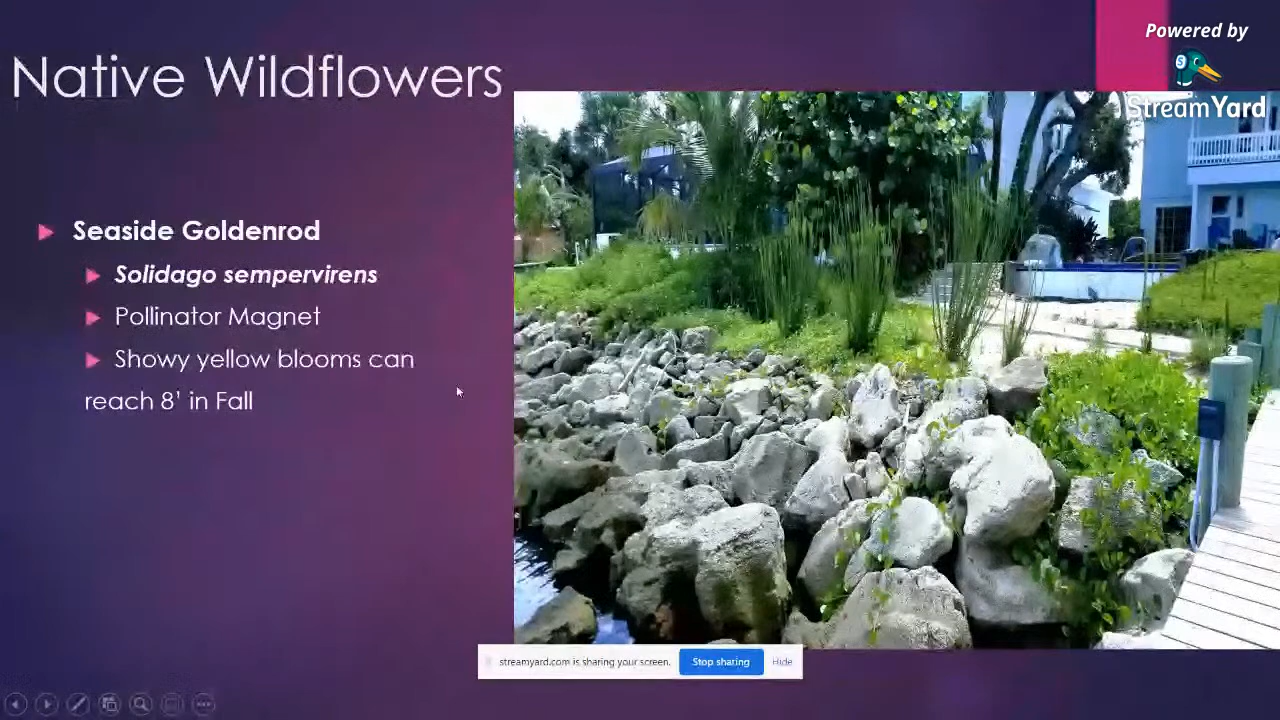 Powered by
StreamYard
Native Wildflowers
Seaside Goldenrod
Solidago sempervirens
Pollinator Magnet
Showy yellow blooms can
reach 8' in Fall
streamyard.com is sharing your screen.
Stop sharing
Hide